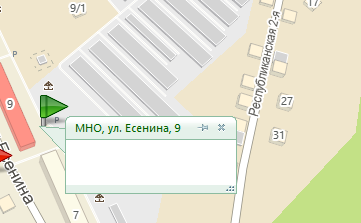 9/1
17
Республиканская 2-я
Р
9
Р
27
МНО, ул. Есенина, 9
31
Есенина
7